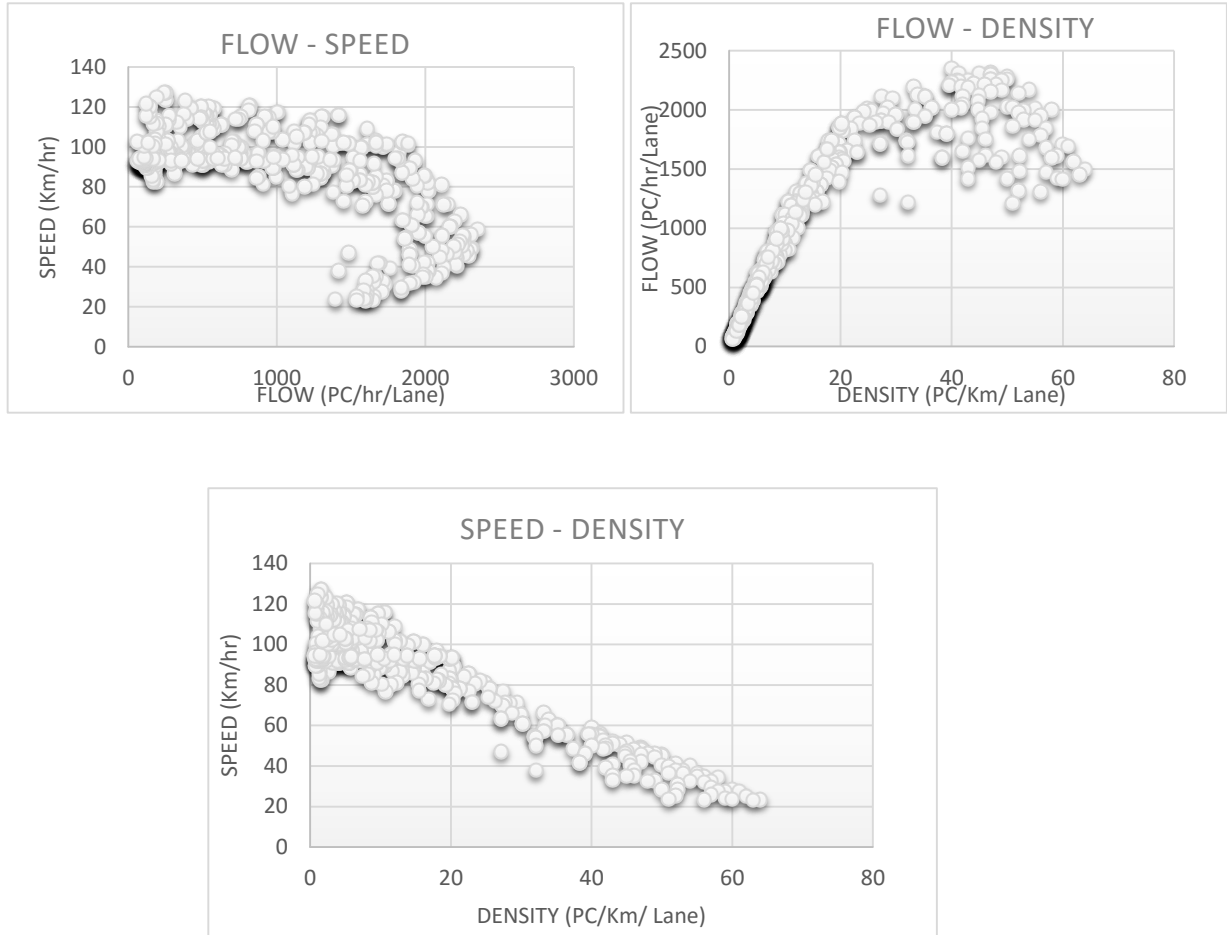 FLOW - SPEED
140
120
100
80
60
40
20
0
0 1000 2000 3000
SPEED (Km/hr)
FLOW (PC/hr/Lane)
FLOW - DENSITY
2500
2000
1500
1000
500
0
0 20 40 60 80
FLOW (PC/hr/Lane)
DENSITY (PC/Km/ Lane)
SPEED - DENSITY
140
120
100
80
60
40
20
0
0 20 40 60 80
SPEED (Km/hr)
DENSITY (PC/Km/ Lane)